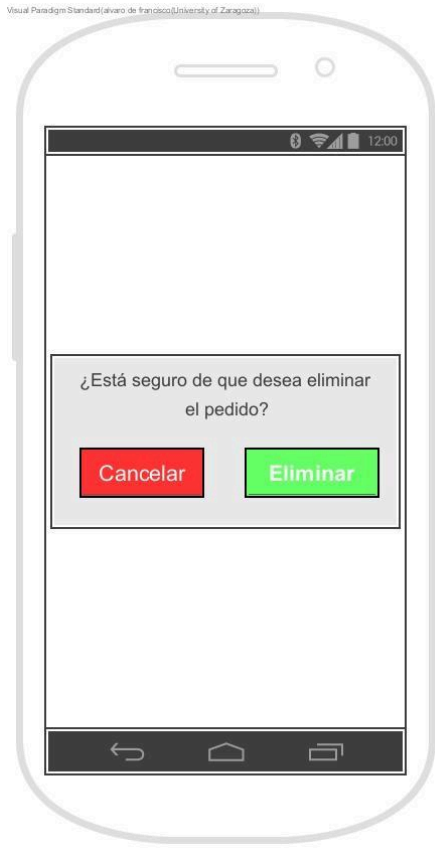 Visual Paradigm Standard(alvaro de francisco(University of Zaragoza))
12:00
¿Está seguro de que desea eliminar
el pedido?
Cancelar
Eliminar